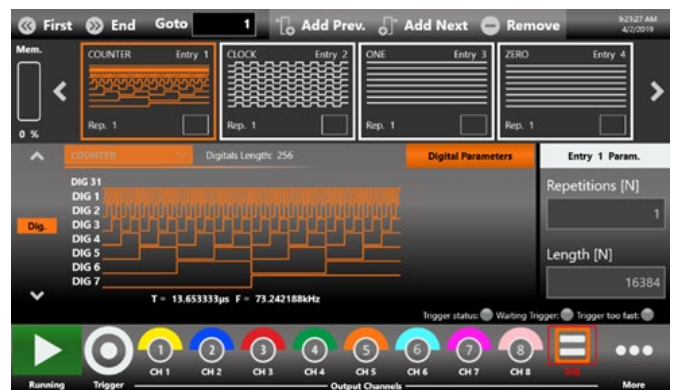 First End Goto 1 Add Prev. Add Next Remove 9:21:27 AM
4/2/2019
Mem.
COUNTER Entry 1 CLOCK Entry 2 ONE Entry 3 ZERO Entry 4
0 % Rep. 1 Rep. 1 Rep. 1 Rep. 1
COUNTER Digitals Length: 256 Digital Parameters Entry 1 Param.
DIG 31
DIG 1
DIG 2
DIG 3
DIG 4
DIG 5
DIG 6
DIG 7
Dig.
Repetitions [N]
1
Length [N]
16384
T = 13.653333µs F = 73.242188kHz
Trigger status: Waiting Trigger: Trigger too fast:
1 2 3 4 5 6 7 8
CH 1 CH 2 CH 3 CH 4 CH 5 CH 6 CH 7 CH 8 DIG
Running Trigger Output Channels More